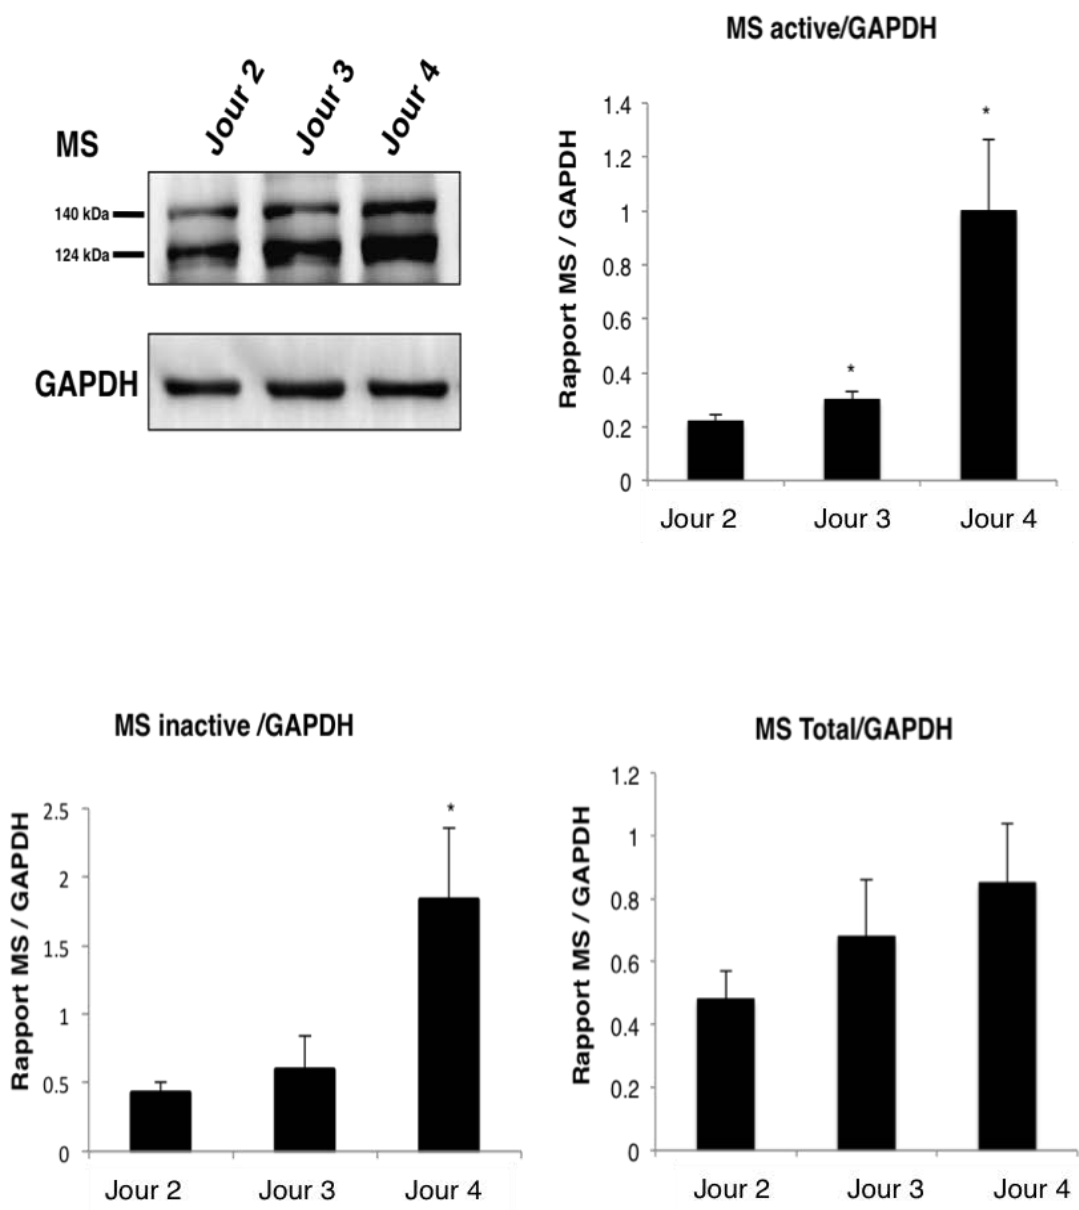 Jour 2
Jour 3
Jour 4
MS
140 kDa
124 kDa
GAPDH
MS active/GAPDH
Rapport MS / GAPDH
1.4
1.2
1
0.8
0.6
0.4
0.2
0
*
*
Jour 2
Jour 3
Jour 4
MS inactive /GAPDH
Rapport MS / GAPDH
2.5
2
1.5
1
0.5
0
*
Jour 2
Jour 3
Jour 4
MS Total/GAPDH
Rapport MS / GAPDH
1.2
1
0.8
0.6
0.4
0.2
0
Jour 2
Jour 3
Jour 4